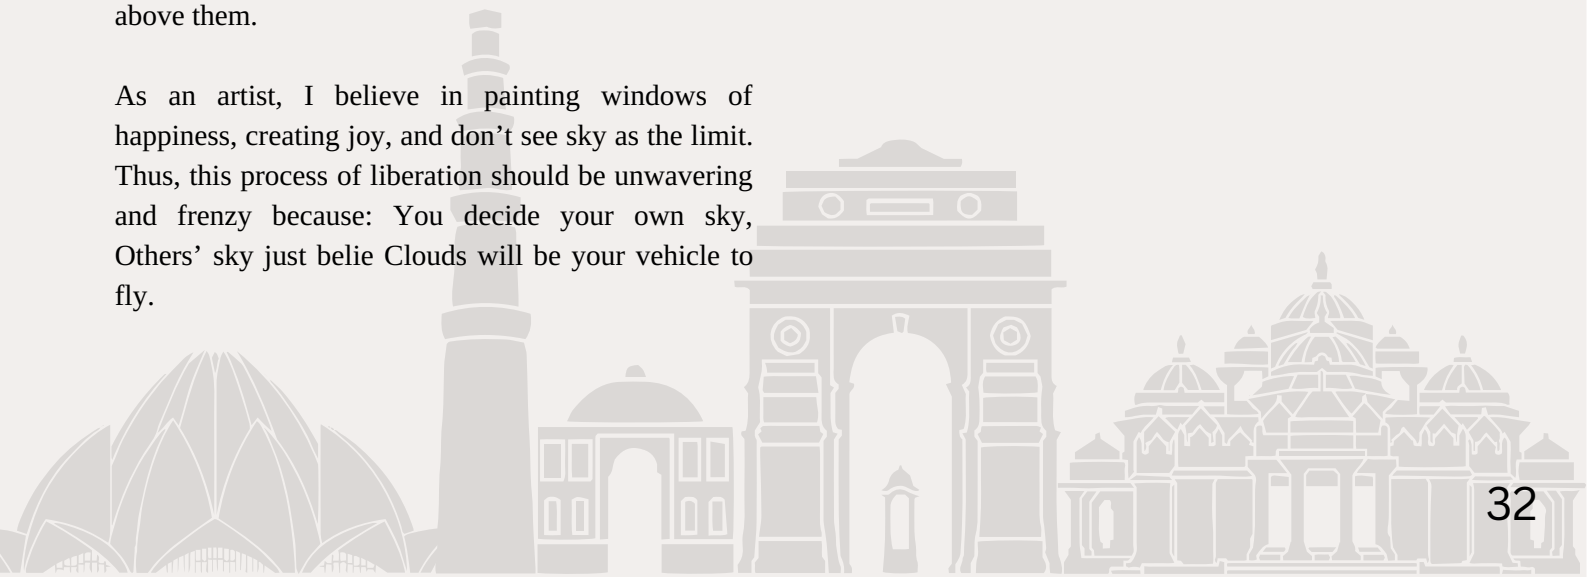 above them.
As an artist, I believe in painting windows of
happiness, creating joy, and don’t see sky as the limit.
Thus, this process of liberation should be unwavering
and frenzy because: You decide your own sky,
Others’ sky just belie Clouds will be your vehicle to
fly.
32